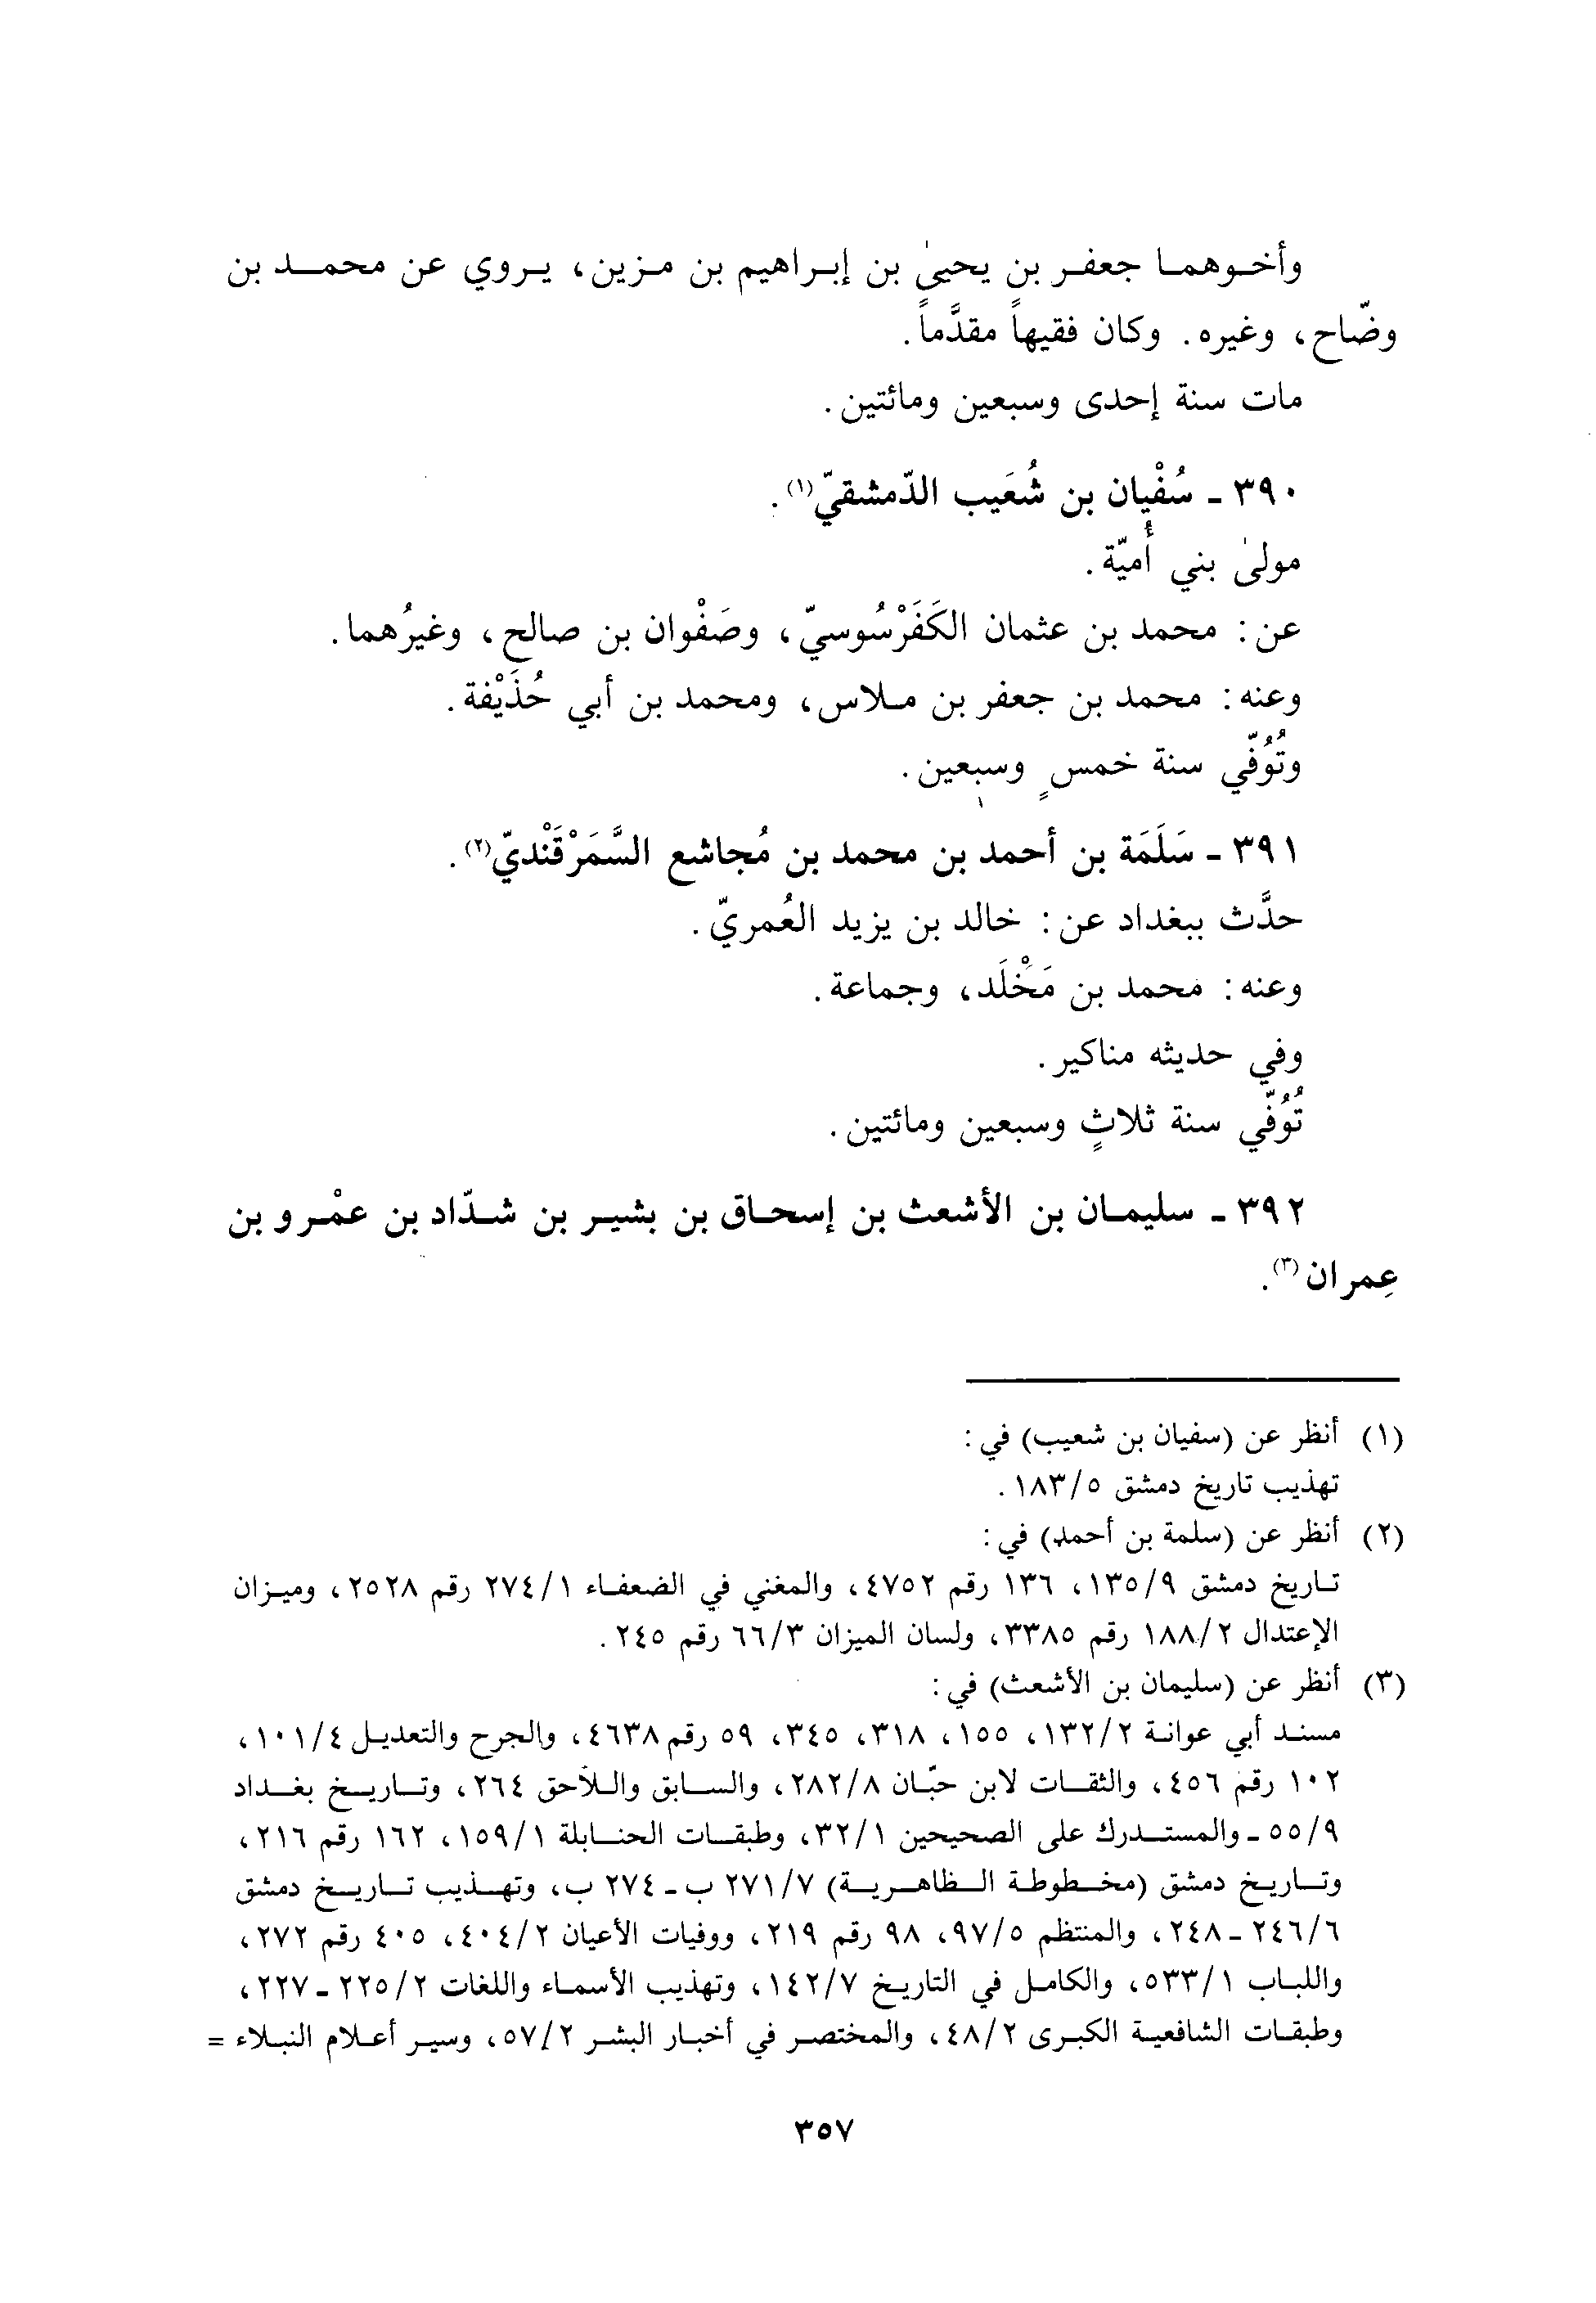 وأخوهما جعفر بن يحيىٰ بن إبراهيم بن مزين، يروي عن محمد بن
وضّاح، وغيره. وكان فقيهاً مقدَّماً.
مات سنة إحدى وسبعين ومائتين.
٣٩٠ - سُفْيان بن شُعَيب الدّمشقيّ(١).
مولىٰ بني أُميّة.
عن: محمد بن عثمان الكَفَرْسُوسيّ، وصَفْوان بن صالح، وغيرُهما.
وعنه: محمد بن جعفر بن ملاس، ومحمد بن أبي حُذَيْفة.
وتُوُفّي سنة خمسٍ وسبعين.
٣٩١ - سَلَمَة بن أحمد بن محمد بن مُجاشع السَّمَرْقَنْديّ(٢).
حدَّث ببغداد عن: خالد بن يزيد العُمريّ.
وعنه: محمد بن مَخْلَد، وجماعة.
وفي حديثه مناكير.
تُوُفّي سنة ثلاثٍ وسبعين ومائتين.
٣٩٢ - سليمان بن الأشعث بن إسحاق بن بشير بن شدّاد بن عمْرو بن
عِمران(٣).
(١) أنظر عن (سفيان بن شعيب) في:
تهذيب تاريخ دمشق ١٨٣/٥.
(٢) أنظر عن (سلمة بن أحمد) في:
تاريخ دمشق ١٣٥/٩، ١٣٦ رقم ٤٧٥٢، والمغني في الضعفاء ٢٧٤/١ رقم ٢٥٢٨، وميزان
الإعتدال ١٨٨/٢ رقم ٣٣٨٥، ولسان الميزان ٦٦/٣ رقم ٢٤٥.
(٣) أنظر عن (سليمان بن الأشعث) في:
مسند أبي عوانة ١٣٢/٢، ١٥٥، ٣١٨، ٣٤٥، ٥٩ رقم ٤٦٣٨، والجرح والتعديل ١٠١/٤،
١٠٢ رقم ٤٥٦، والثقات لابن حبّان ٢٨٢/٨، والسابق واللاحق ٢٦٤، وتاريخ بغداد
٥٥/٩ - والمستدرك على الصحيحين ٣٢/١، وطبقات الحنابلة ١٥٩/١، ١٦٢ رقم ٢١٦،
وتاريخ دمشق (مخطوطة الظاهرية) ٢٧١/٧ ب - ٢٧٤ ب، وتهذيب تاريخ دمشق
٢٤٦/٦ - ٢٤٨، والمنتظم ٩٧/٥، ٩٨ رقم ٢١٩، ووفيات الأعيان ٤٠٤/٢، ٤٠٥ رقم ٢٧٢،
واللباب ٥٣٣/١، والكامل في التاريخ ١٤٢/٧، وتهذيب الأسماء واللغات ٢٢٥/٢ - ٢٢٧،
وطبقات الشافعية الكبرى ٤٨/٢، والمختصر في أخبار البشر ٥٧/٢، وسير أعلام النبلاء =
٣٥٧